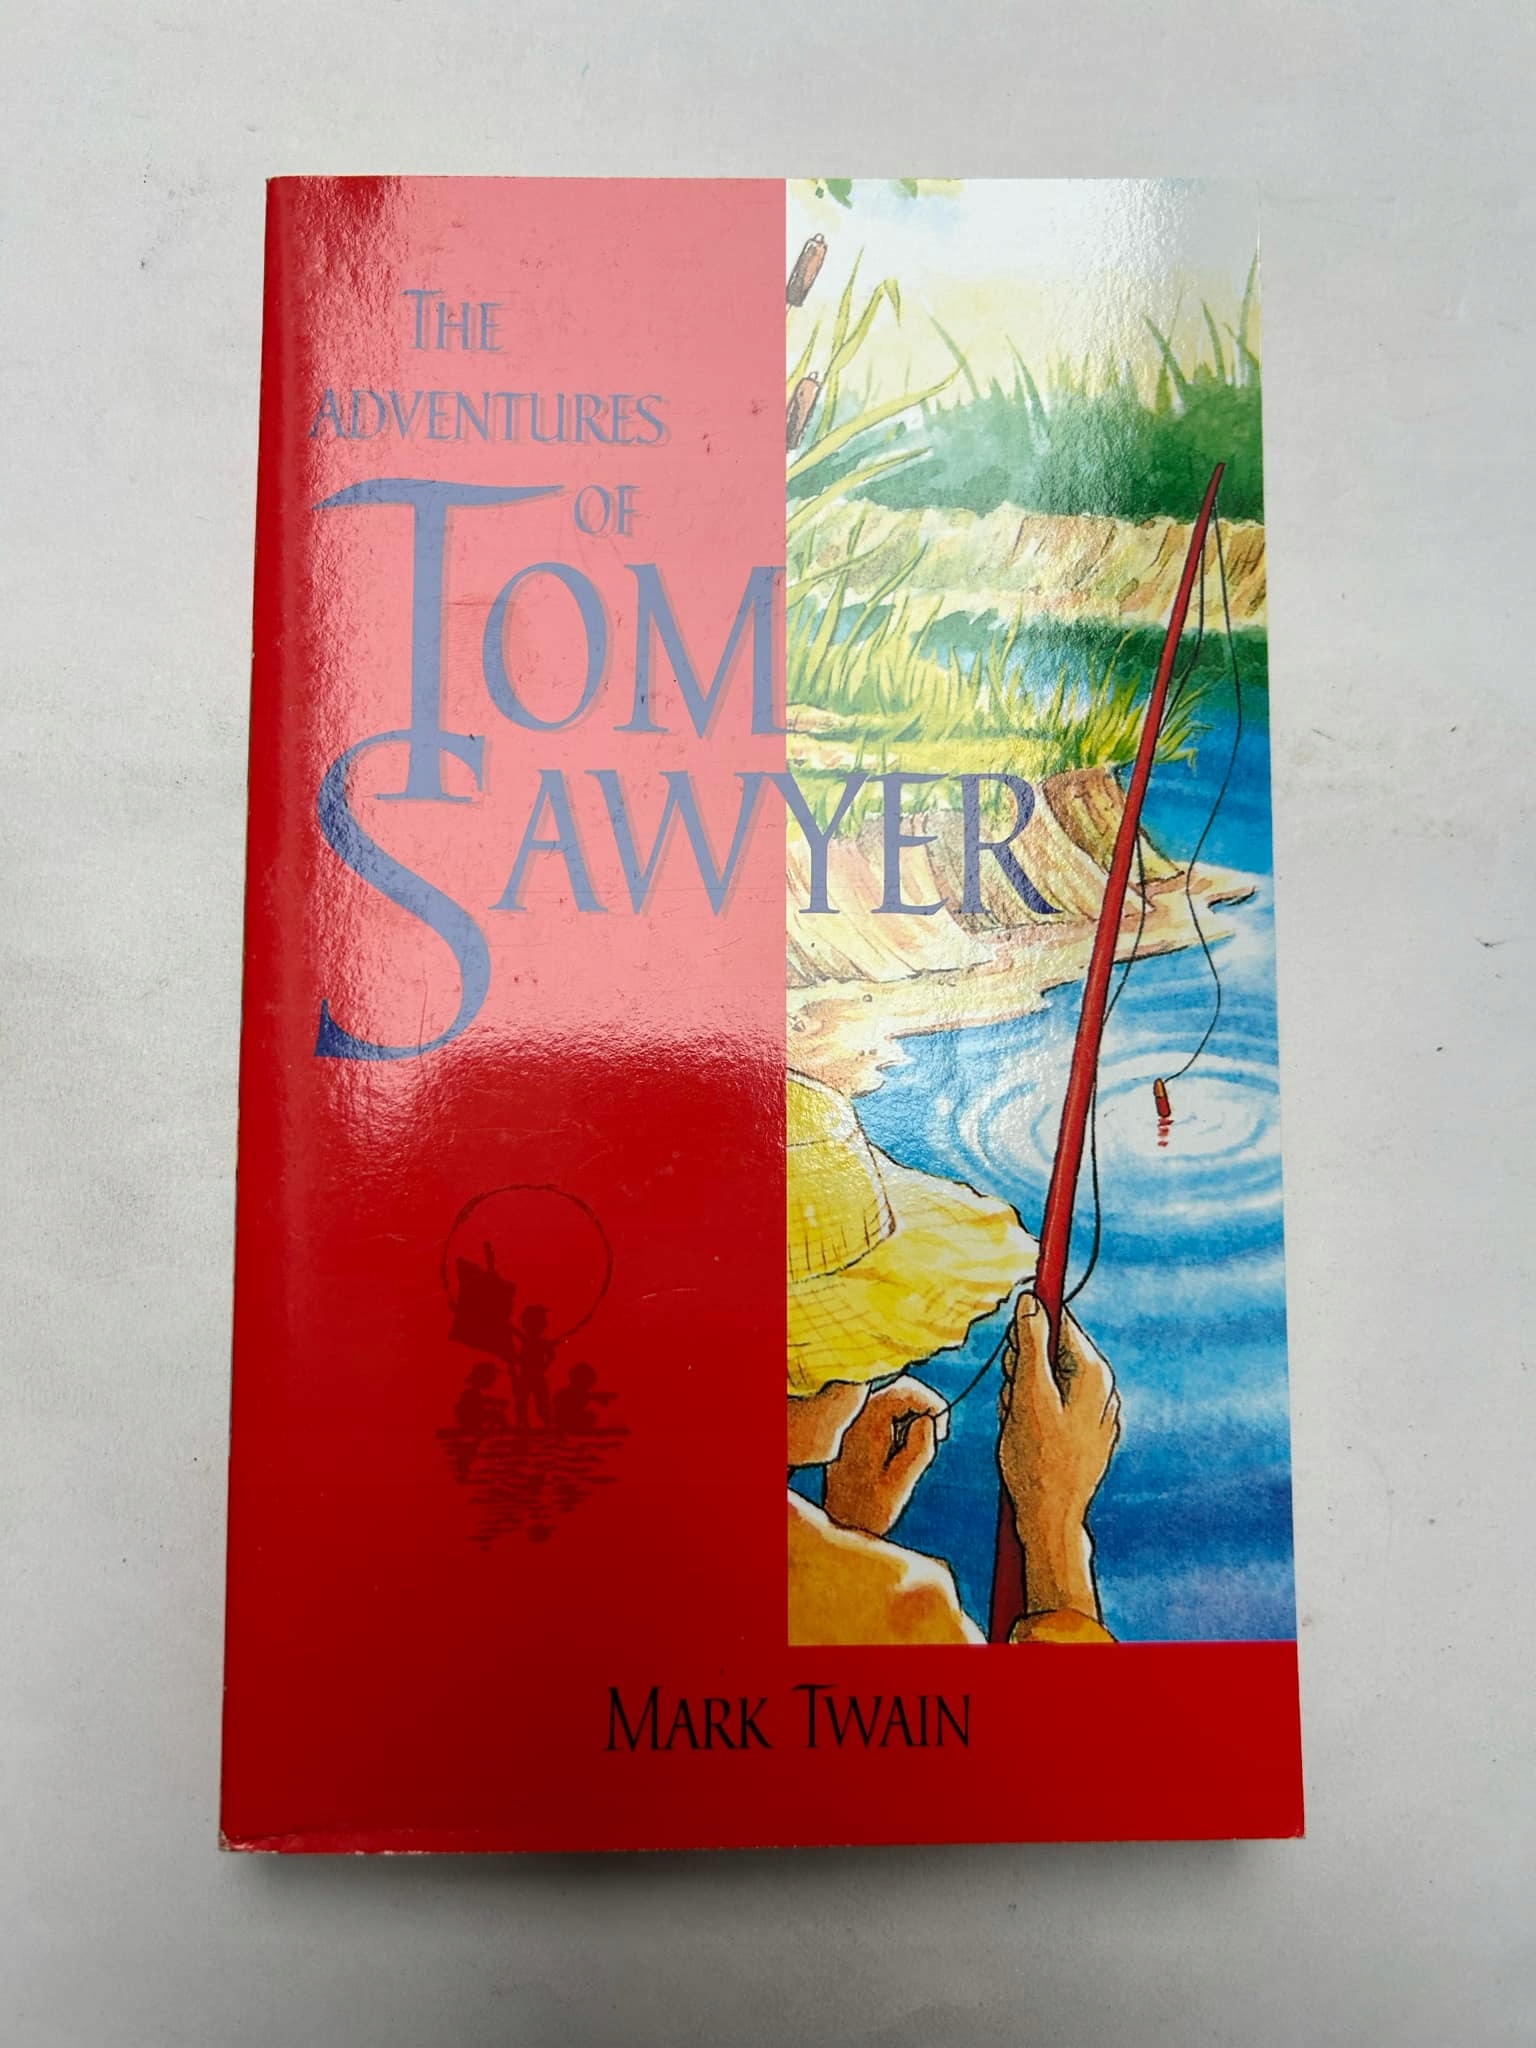 THE
ADVENTURES
OF
TOM
SAWYER
MARK TWAIN